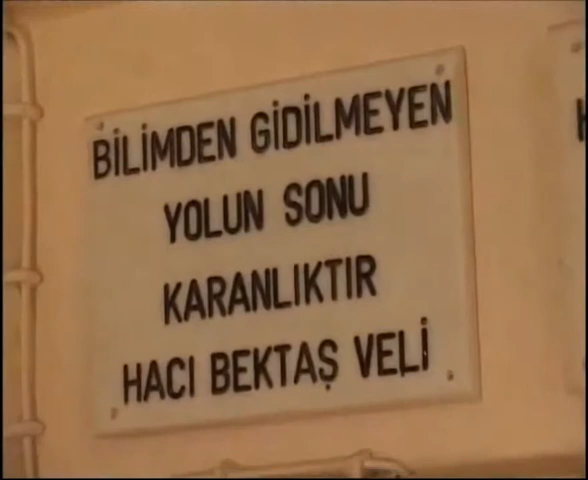 BİLİMDEN GİDİLMEYEN
YOLUN SONU
KARANLIKTIR
HACI BEKTAŞ VELİ